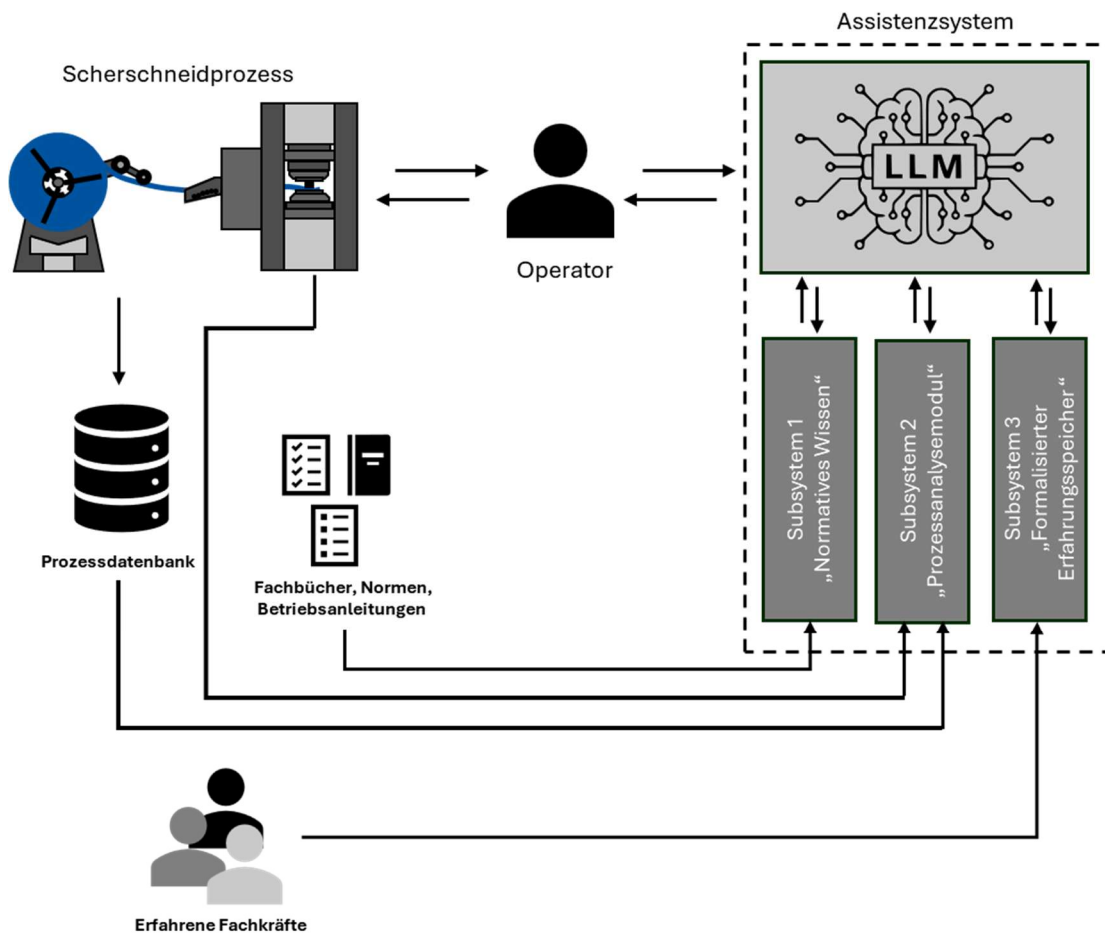 Assistenzsystem
Scherschneidprozess
LLM
Operator
Subsystem 1
„Normatives Wissen“
Subsystem 2
„Prozessanalysemodul“
Subsystem 3
„Formalisierter
Erfahrungsspeicher“
Prozessdatenbank
Fachbücher, Normen,
Betriebsanleitungen
Erfahrene Fachkräfte